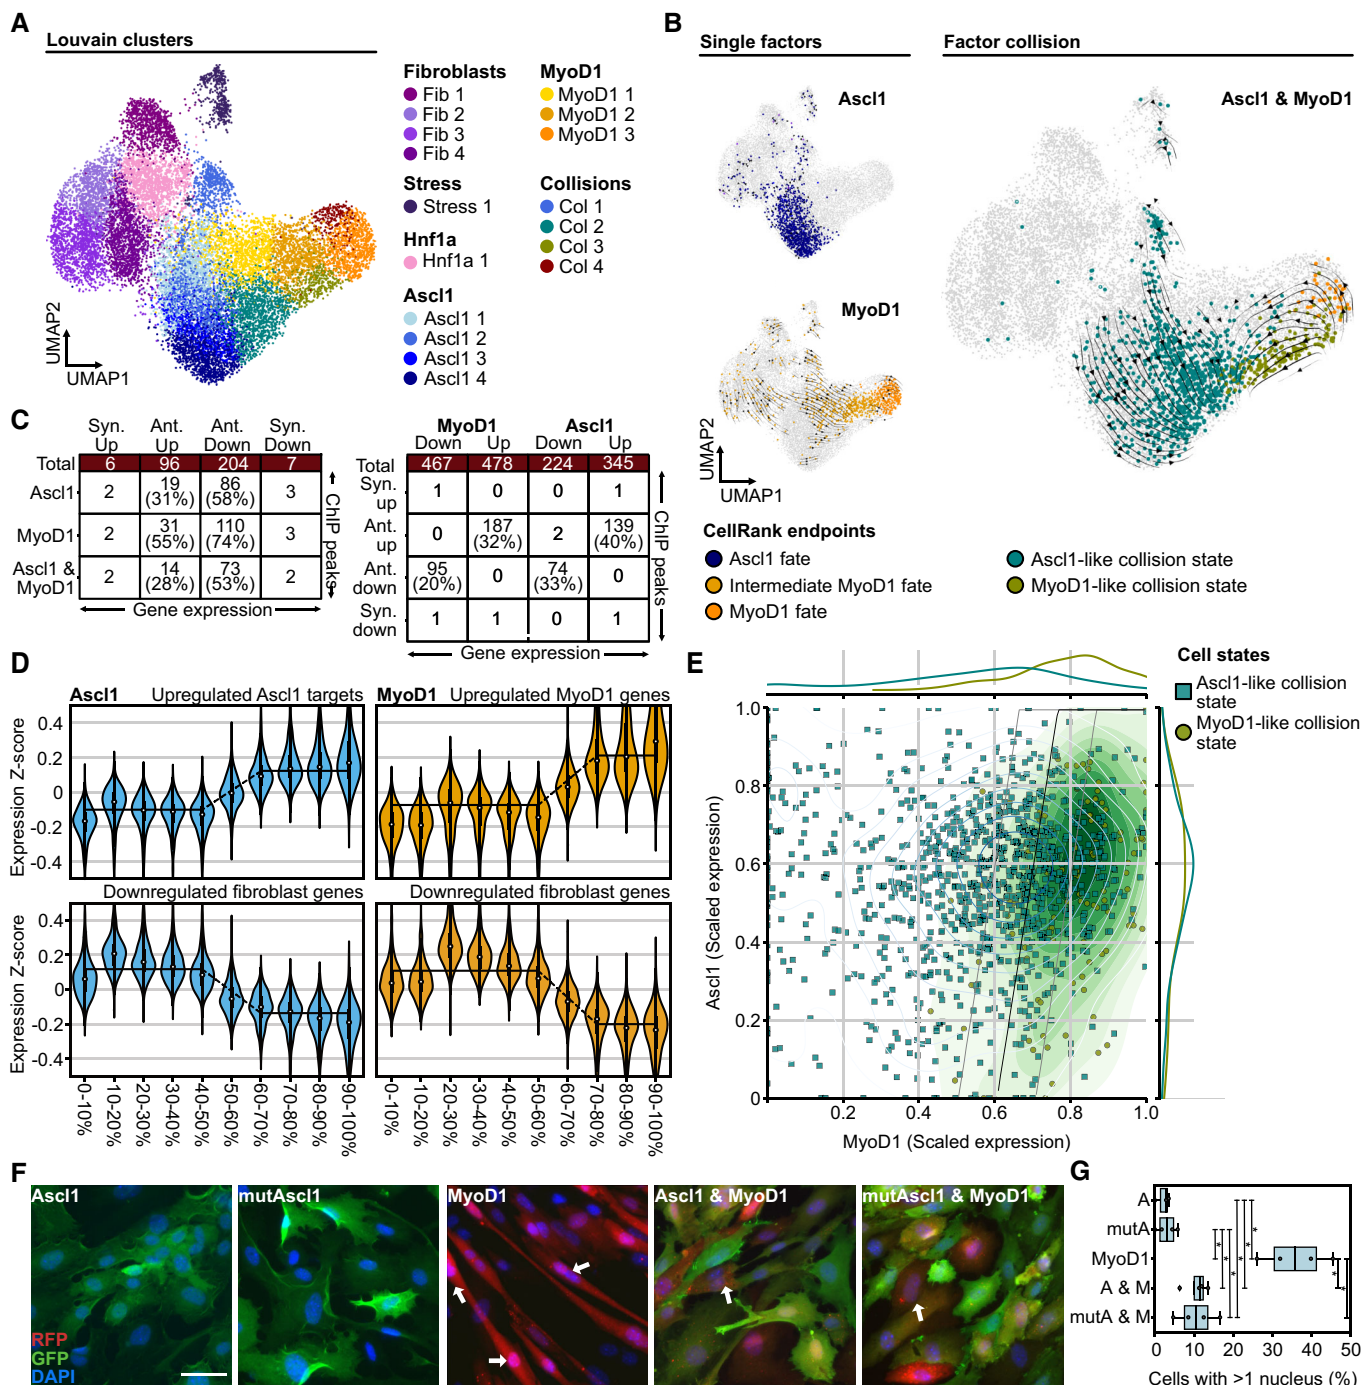 A
Louvain clusters
Fibroblasts
Fib 1
Fib 2
Fib 3
Fib 4
Stress
Stress 1
Hnf1a
Hnf1a 1
Ascl1
Ascl1 1
Ascl1 2
Ascl1 3
Ascl1 4
MyoD1
MyoD1 1
MyoD1 2
MyoD1 3
Collisions
Col 1
Col 2
Col 3
Col 4
UMAP2
UMAP1
B
Single factors
Factor collision
Ascl1
Ascl1 & MyoD1
MyoD1
UMAP2
UMAP1
CellRank endpoints
Ascl1 fate
Intermediate MyoD1 fate
MyoD1 fate
Ascl1-like collision state
MyoD1-like collision state
C
Syn. Up Ant. Up Ant. Down Syn. Down
Total 6 96 204 7
Ascl1 2 19 (31%) 86 (58%) 3
MyoD1 2 31 (55%) 110 (74%) 3
Ascl1 & MyoD1 2 14 (28%) 73 (53%) 2
Gene expression
ChIP peaks
MyoD1 Ascl1
Down Up Down Up
Total 467 478 224 345
Syn. up 1 0 0 1
Ant. up 0 187 (32%) 2 139 (40%)
Ant. down 95 (20%) 0 74 (33%) 0
Syn. down 1 1 0 1
Gene expression
ChIP peaks
D
Ascl1 Upregulated Ascl1 targets
MyoD1 Upregulated MyoD1 genes
Expression Z-score
0.4
0.2
0
-0.2
-0.4
Downregulated fibroblast genes
Downregulated fibroblast genes
Expression Z-score
0.4
0.2
0
-0.2
-0.4
0-10%
10-20%
20-30%
30-40%
40-50%
50-60%
60-70%
70-80%
80-90%
90-100%
0-10%
10-20%
20-30%
30-40%
40-50%
50-60%
60-70%
70-80%
80-90%
90-100%
E
Cell states
Ascl1-like collision
state
MyoD1-like collision
state
Ascl1 (Scaled expression)
1.0
0.8
0.6
0.4
0.2
0
0.2 0.4 0.6 0.8 1.0
MyoD1 (Scaled expression)
F
Ascl1
mutAscl1
MyoD1
Ascl1 & MyoD1
mutAscl1 & MyoD1
RFP
GFP
DAPI
G
A
mutA
MyoD1
A & M
mutA & M
* * * * * * * *
0 10 20 30 40 50
Cells with >1 nucleus (%)